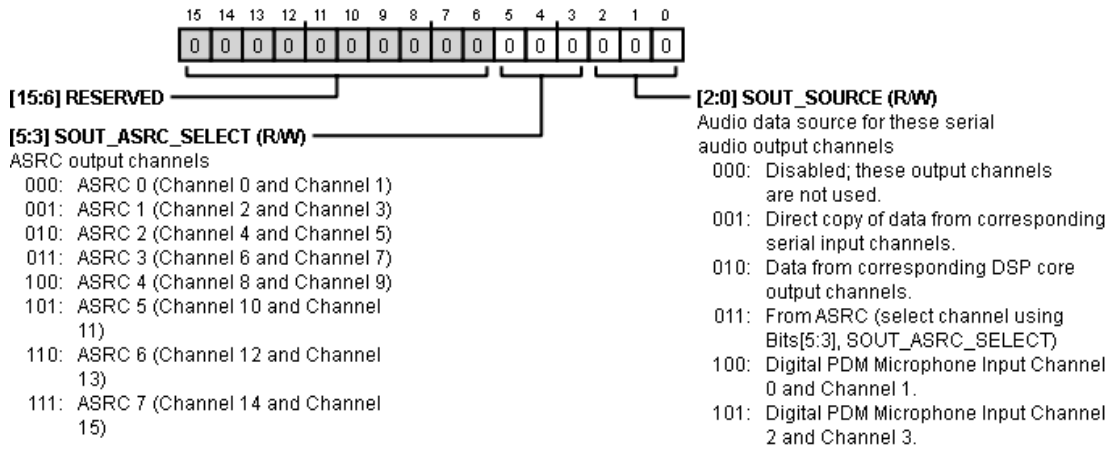 15 14 13 12 11 10 9 8 7 6 5 4 3 2 1 0
0 0 0 0 0 0 0 0 0 0 0 0 0 0 0 0
[15:6] RESERVED
[5:3] SOUT_ASRC_SELECT (R/W)
ASRC output channels
000: ASRC 0 (Channel 0 and Channel 1)
001: ASRC 1 (Channel 2 and Channel 3)
010: ASRC 2 (Channel 4 and Channel 5)
011: ASRC 3 (Channel 6 and Channel 7)
100: ASRC 4 (Channel 8 and Channel 9)
101: ASRC 5 (Channel 10 and Channel
11)
110: ASRC 6 (Channel 12 and Channel
13)
111: ASRC 7 (Channel 14 and Channel
15)
[2:0] SOUT_SOURCE (R/W)
Audio data source for these serial
audio output channels
000: Disabled; these output channels
are not used.
001: Direct copy of data from corresponding
serial input channels.
010: Data from corresponding DSP core
output channels.
011: From ASRC (select channel using
Bits[5:3], SOUT_ASRC_SELECT)
100: Digital PDM Microphone Input Channel
0 and Channel 1.
101: Digital PDM Microphone Input Channel
2 and Channel 3.